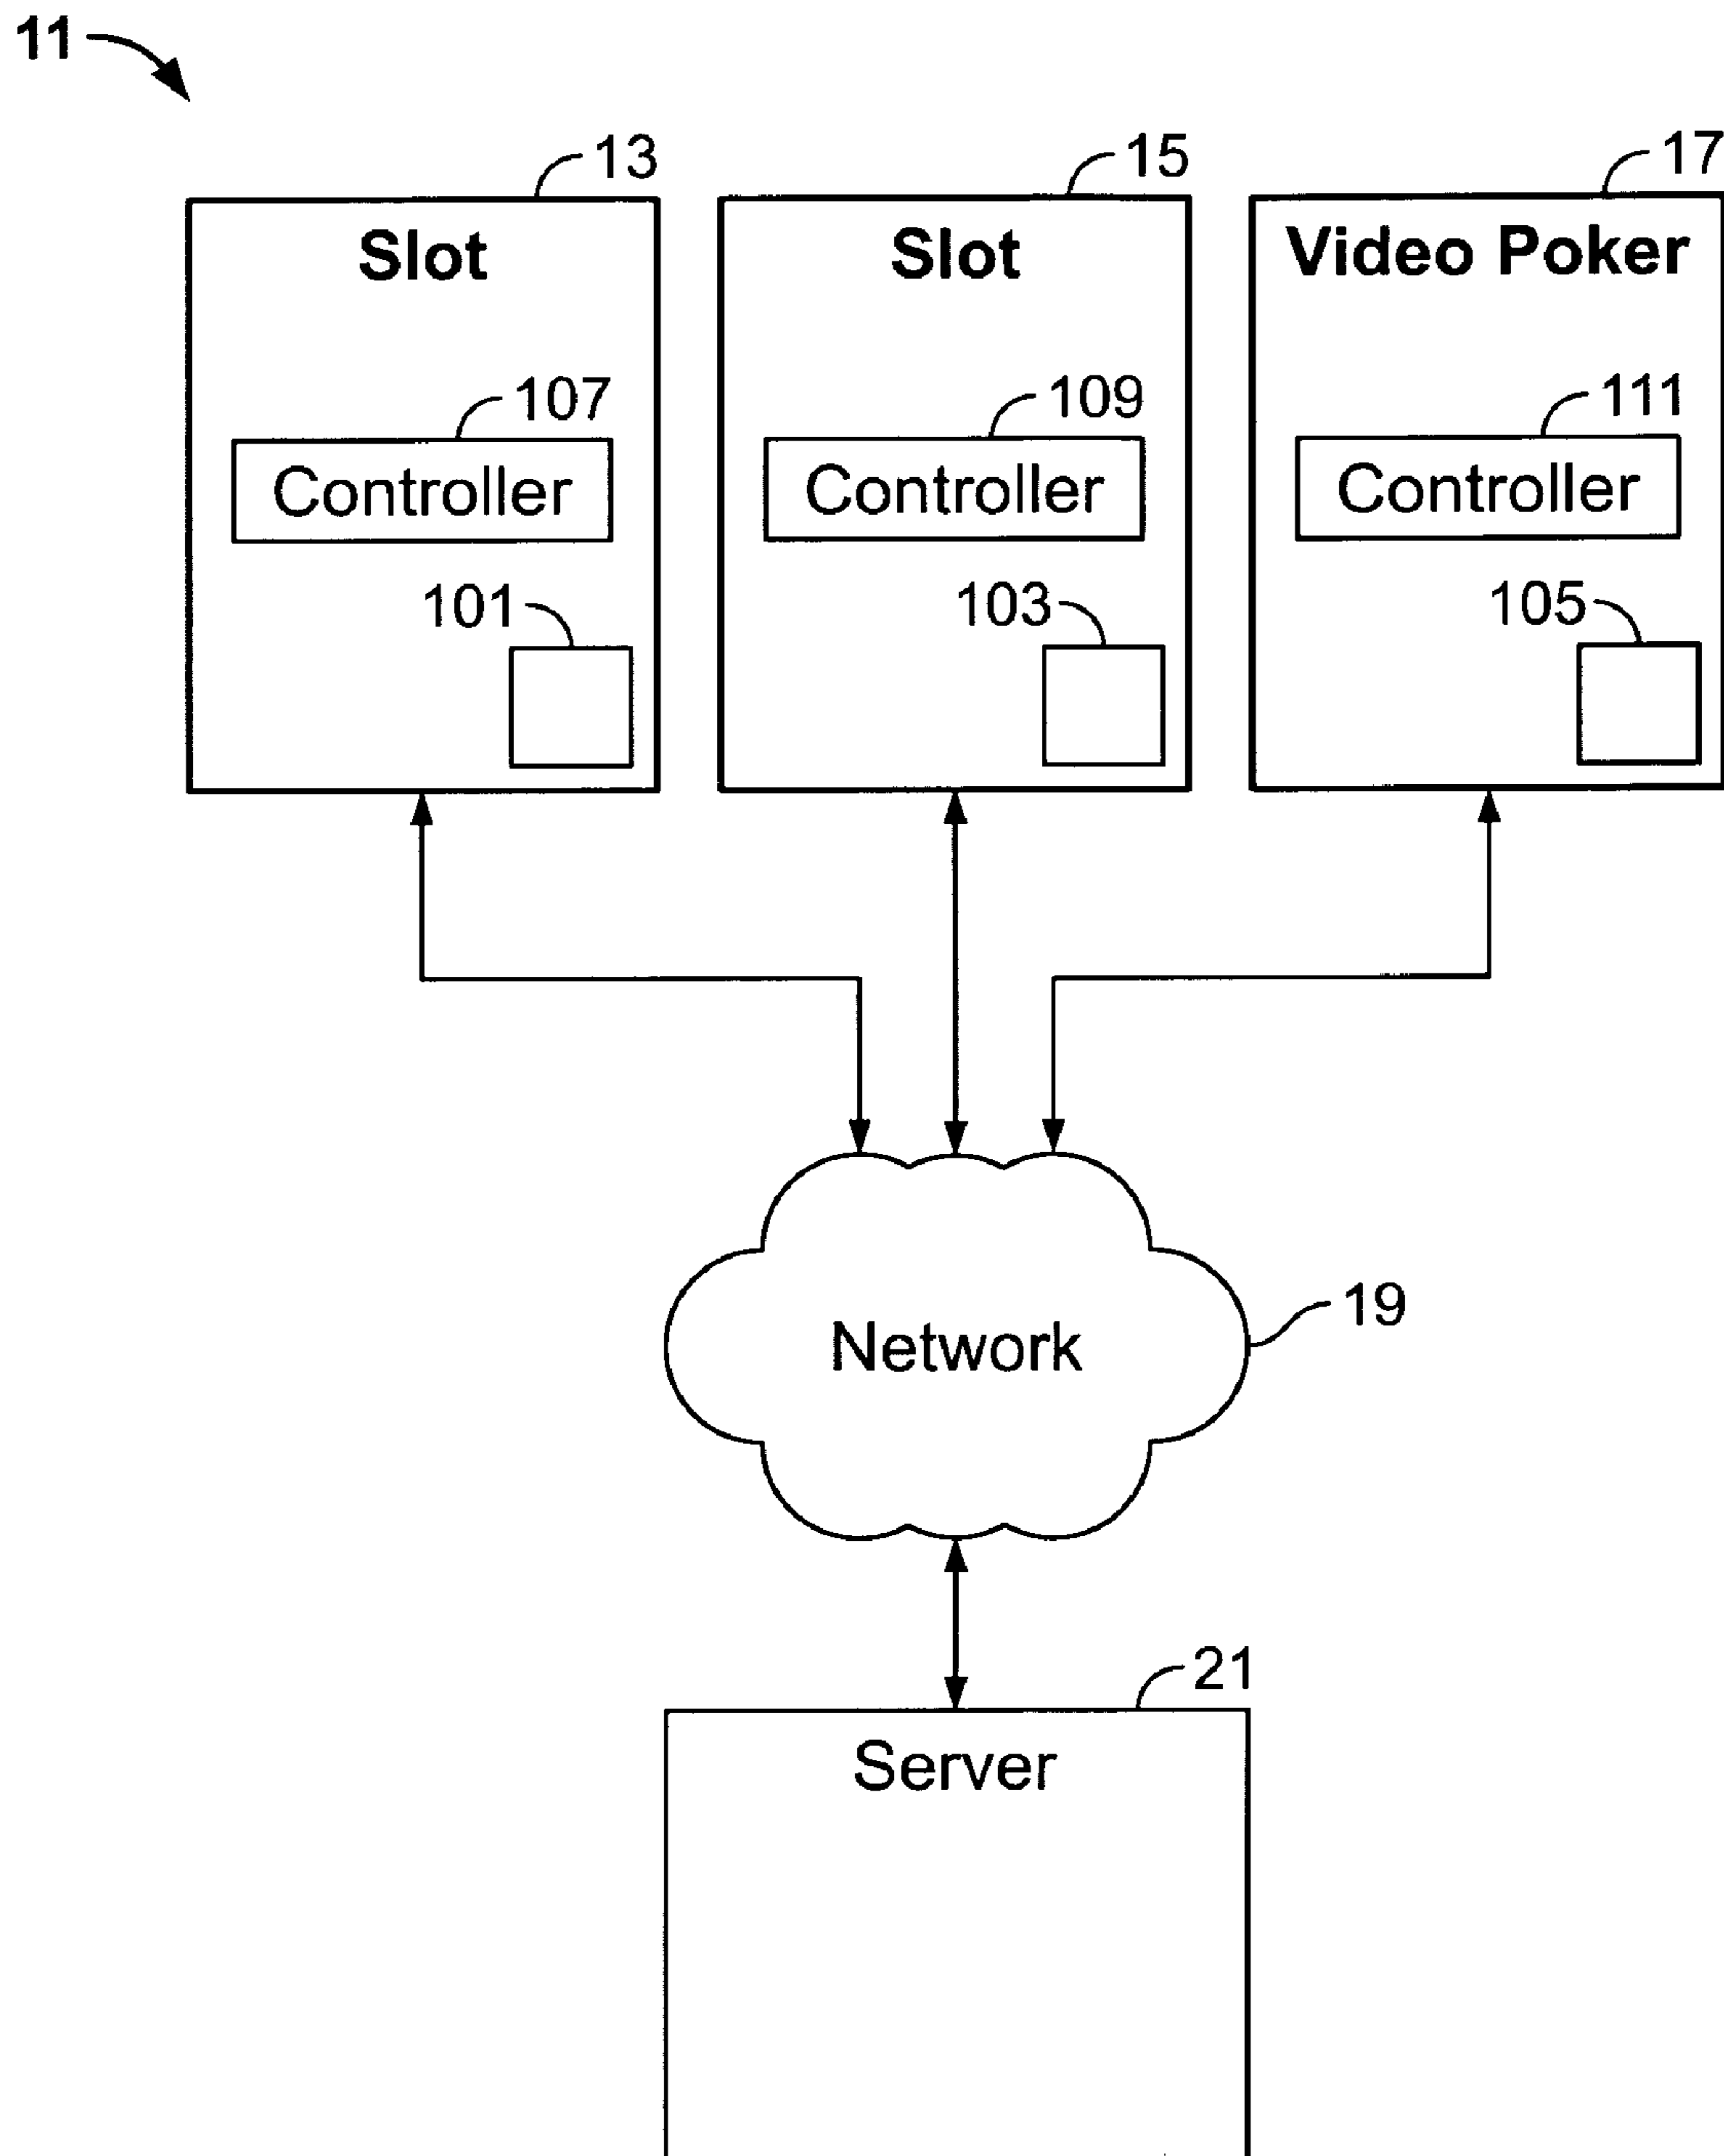 11
13
15
17
Slot
Slot
Video Poker
107
109
111
Controller
Controller
Controller
101
103
105
Network
19
21
Server